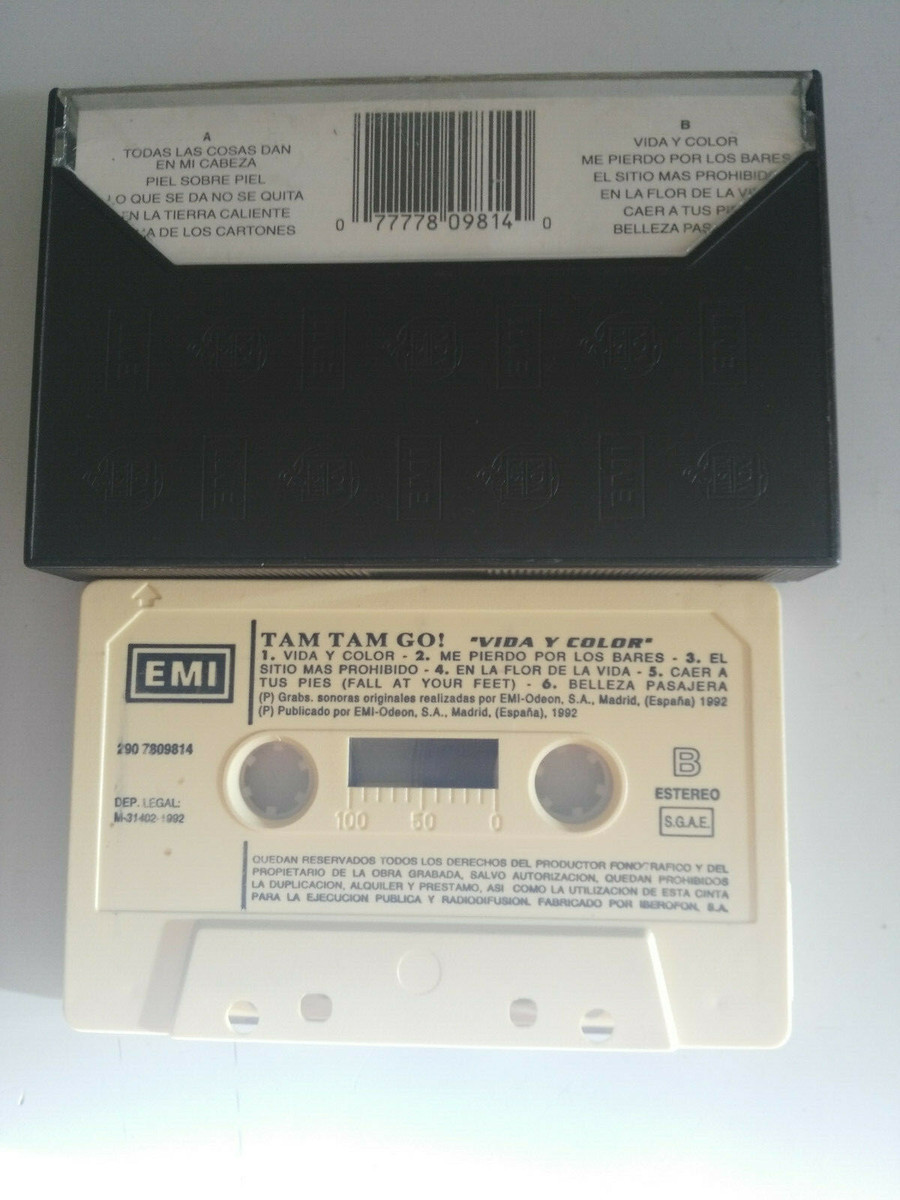 A
TODAS LAS COSAS DAN
EN MI CABEZA
PIEL SOBRE PIEL
LO QUE SE DA NO SE QUITA
EN LA TIERRA CALIENTE
DE LOS CARTONES
0 77778 09814 0
B
VIDA Y COLOR
ME PIERDO POR LOS BARES
EL SITIO MAS PROHIBIDO
EN LA FLOR DE LA
CAER A TUS
BELLEZA
EMI
TAM TAM GO! "VIDA Y COLOR"
1. VIDA Y COLOR - 2. ME PIERDO POR LOS BARES - 3. EL
SITIO MAS PROHIBIDO - 4. EN LA FLOR DE LA VIDA - 5. CAER A
TUS PIES (FALL AT YOUR FEET) - 6. BELLEZA PASAJERA
(P) Grabs. sonoras originales realizadas por EMI-Odeon, S.A., Madrid, (España) 1992
(P) Publicado por EMI-Odeon, S.A., Madrid, (España), 1992
290 7809814
DEP. LEGAL:
M-31402-1992
100 50 0
B
ESTEREO
S.G.A.E.
QUEDAN RESERVADOS TODOS LOS DERECHOS DEL PRODUCTOR FONOGRAFICO Y DEL
PROPIETARIO DE LA OBRA GRABADA, SALVO AUTORIZACION, QUEDAN PROHIBIDOS
LA DUPLICACION, ALQUILER Y PRESTAMO, ASI COMO LA UTILIZACION DE ESTA CINTA
PARA LA EJECUCION PUBLICA Y RADIODIFUSION. FABRICADO POR IBEROFON, S.A.